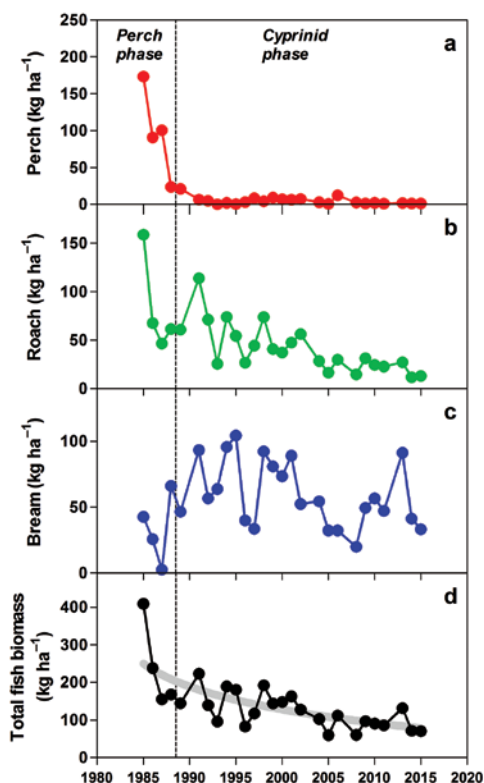 Perch phase
Cyprinid phase
a
Perch (kg ha⁻¹)
250
200
150
100
50
0
b
Roach (kg ha⁻¹)
150
100
50
0
c
Bream (kg ha⁻¹)
100
50
0
d
Total fish biomass
(kg ha⁻¹)
400
300
200
100
0
1980 1985 1990 1995 2000 2005 2010 2015 2020